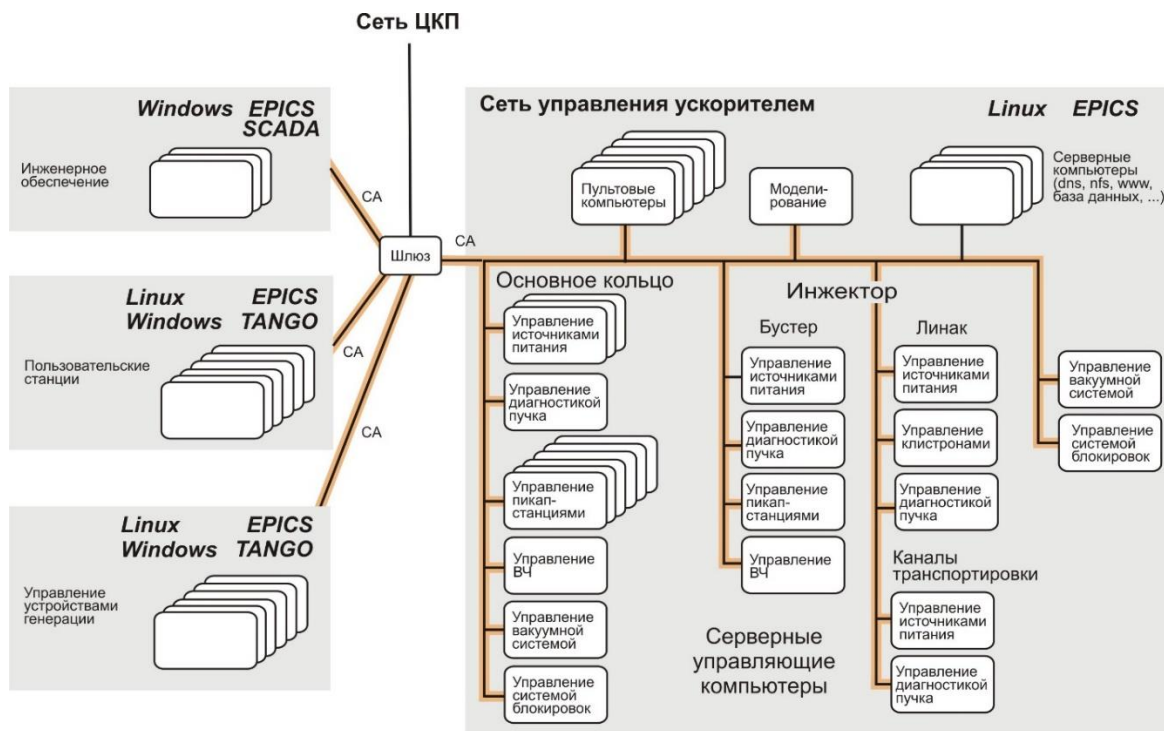 Сеть ЦКП
Windows EPICS
SCADA
Инженерное
обеспечение
CA
Linux EPICS
Windows TANGO
Пользовательские
станции
CA
CA
Linux EPICS
Windows TANGO
Управление
устройствами
генерации
Шлюз
CA
Сеть управления ускорителем
Linux EPICS
Пультовые
компьютеры
Модели-
рование
Серверные
компьютеры
(dns, nfs, www,
база данных, ...)
Основное кольцо
Управление
источниками
питания
Управление
диагностикой
пучка
Управление
пикап-
станциями
Управление
ВЧ
Управление
вакуумной
системой
Управление
системой
блокировок
Инжектор
Бустер
Управление
источниками
питания
Управление
диагностикой
пучка
Управление
пикап-
станциями
Управление
ВЧ
Линак
Управление
источниками
питания
Управление
клистронами
Управление
диагностикой
пучка
Каналы
транспортировки
Управление
источниками
питания
Управление
диагностикой
пучка
Управление
вакуумной
системой
Управление
системой
блокировок
Серверные
управляющие
компьютеры